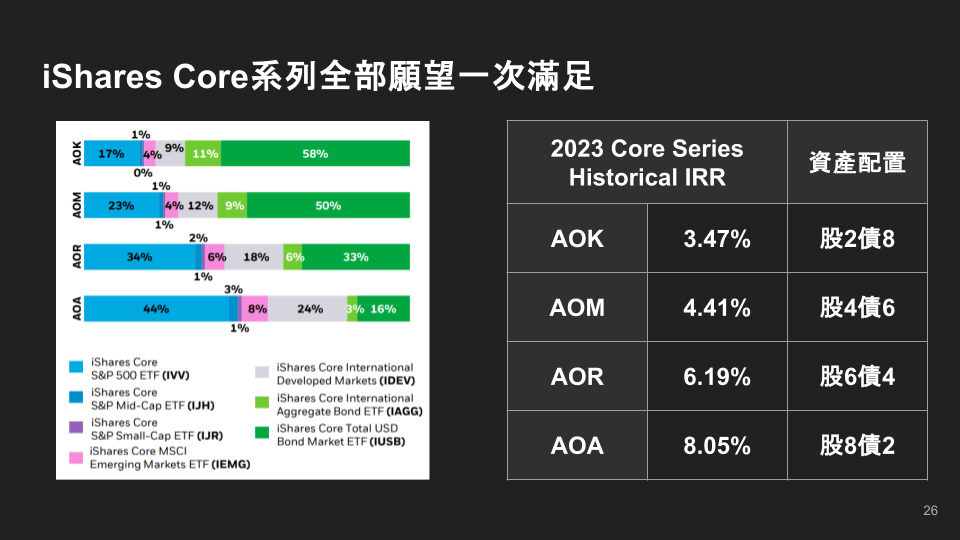 iShares Core系列全部願望一次滿足
1%
AOK 17% 4% 9% 11% 58%
0%
1%
AOM 23% 4% 12% 9% 50%
1%
2%
AOR 34% 6% 18% 6% 33%
1%
3%
AOA 44% 8% 24% 3% 16%
1%
iShares Core
S&P 500 ETF (IVV)
iShares Core
S&P Mid-Cap ETF (IJH)
iShares Core
S&P Small-Cap ETF (IJR)
iShares Core MSCI
Emerging Markets ETF (IEMG)
iShares Core International
Developed Markets (IDEV)
iShares Core International
Aggregate Bond ETF (IAGG)
iShares Core Total USD
Bond Market ETF (IUSB)
2023 Core Series
Historical IRR
資產配置
AOK 3.47% 股2債8
AOM 4.41% 股4債6
AOR 6.19% 股6債4
AOA 8.05% 股8債2
26